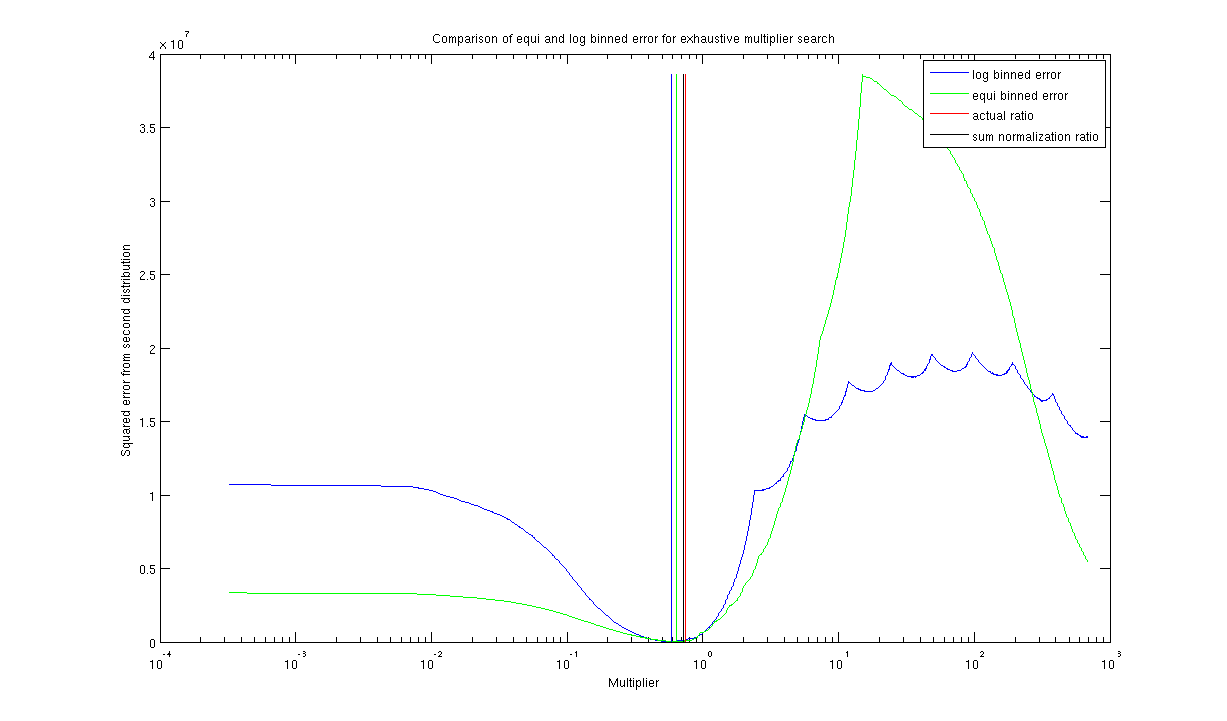 Comparison of equi and log binned error for exhaustive multiplier search
× 10^7
4
3.5
3
2.5
2
1.5
1
0.5
0
Squared error from second distribution
log binned error
equi binned error
actual ratio
sum normalization ratio
10^-4 10^-3 10^-2 10^-1 10^0 10^1 10^2 10^3
Multiplier